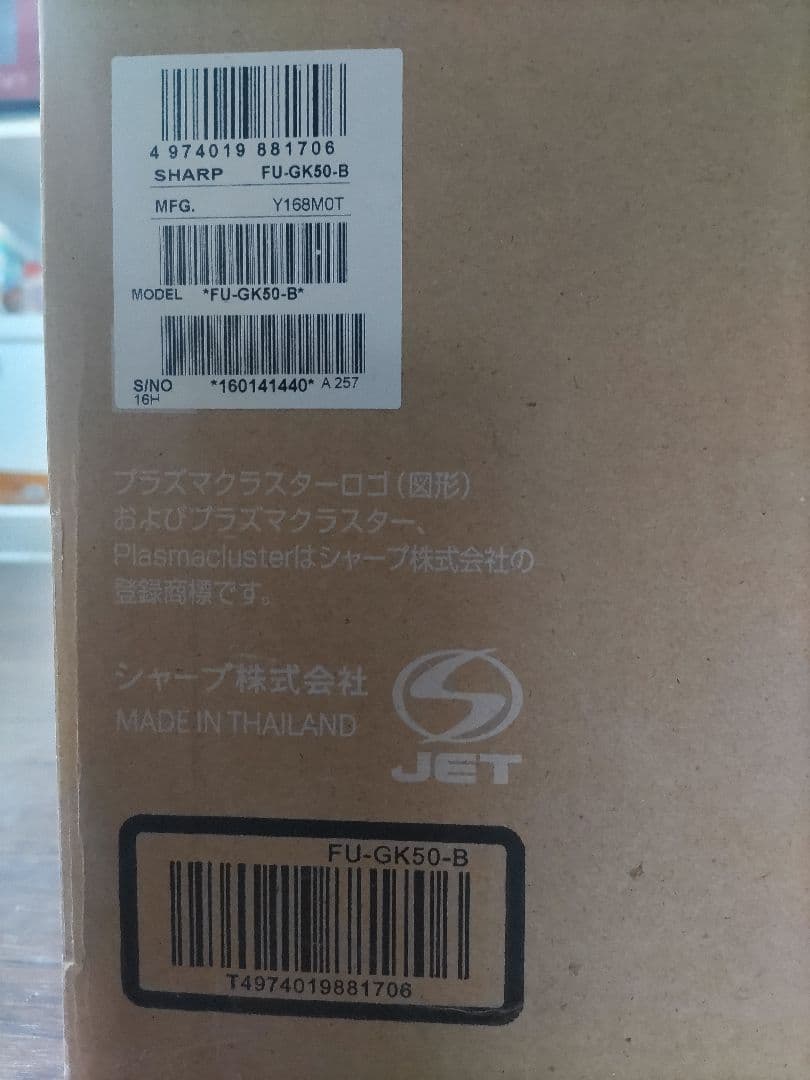 4 974019 881706
SHARP FU-GK50-B
MFG. Y168M0T
MODEL *FU-GK50-B*
S/NO *160141440* A 257
16H
プラズマクラスターロゴ(図形)
およびプラズマクラスター、
Plasmaclusterはシャープ株式会社の
登録商標です。
シャープ株式会社
MADE IN THAILAND
S
JET
FU-GK50-B
T4974019881706